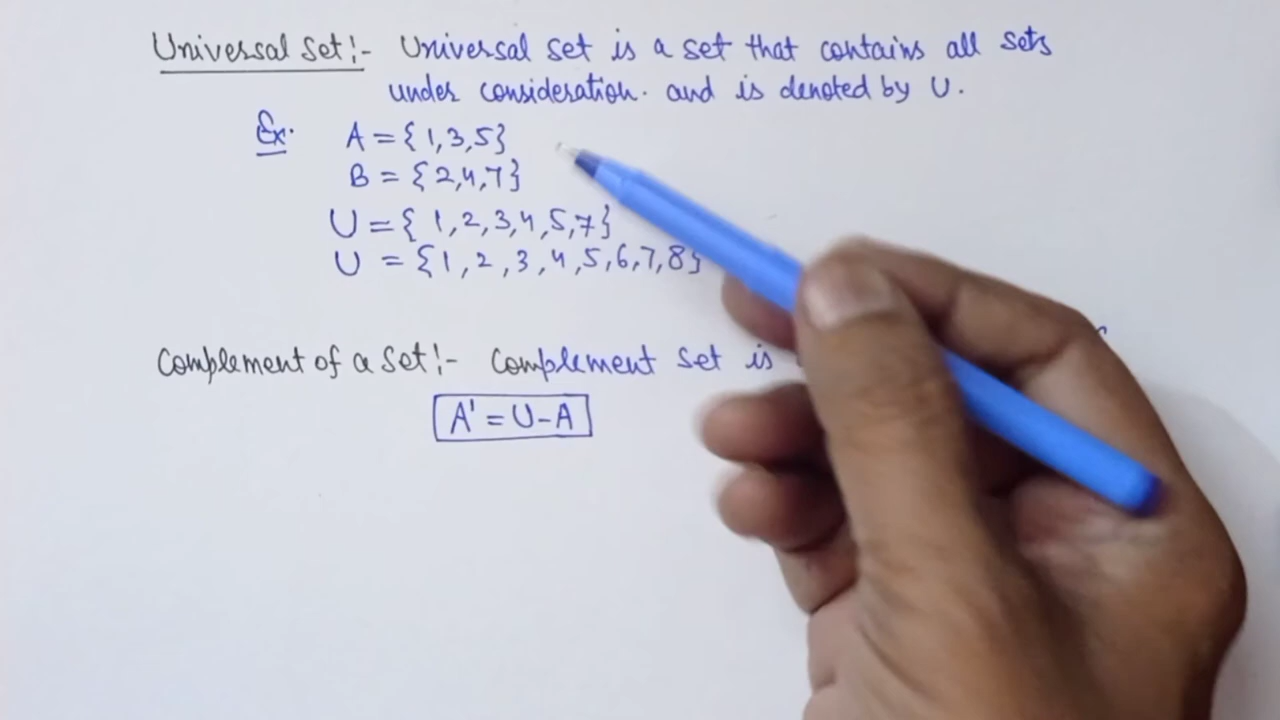 Universal Set!- Universal set is a set that contains all sets
under consideration. and is denoted by U.
Ex. A = {1,3,5}
B = {2,4,7}
U = {1,2,3,4,5,7}
U = {1,2,3,4,5,6,7,8}
Complement of a Set!- Complement set is
A' = U-A